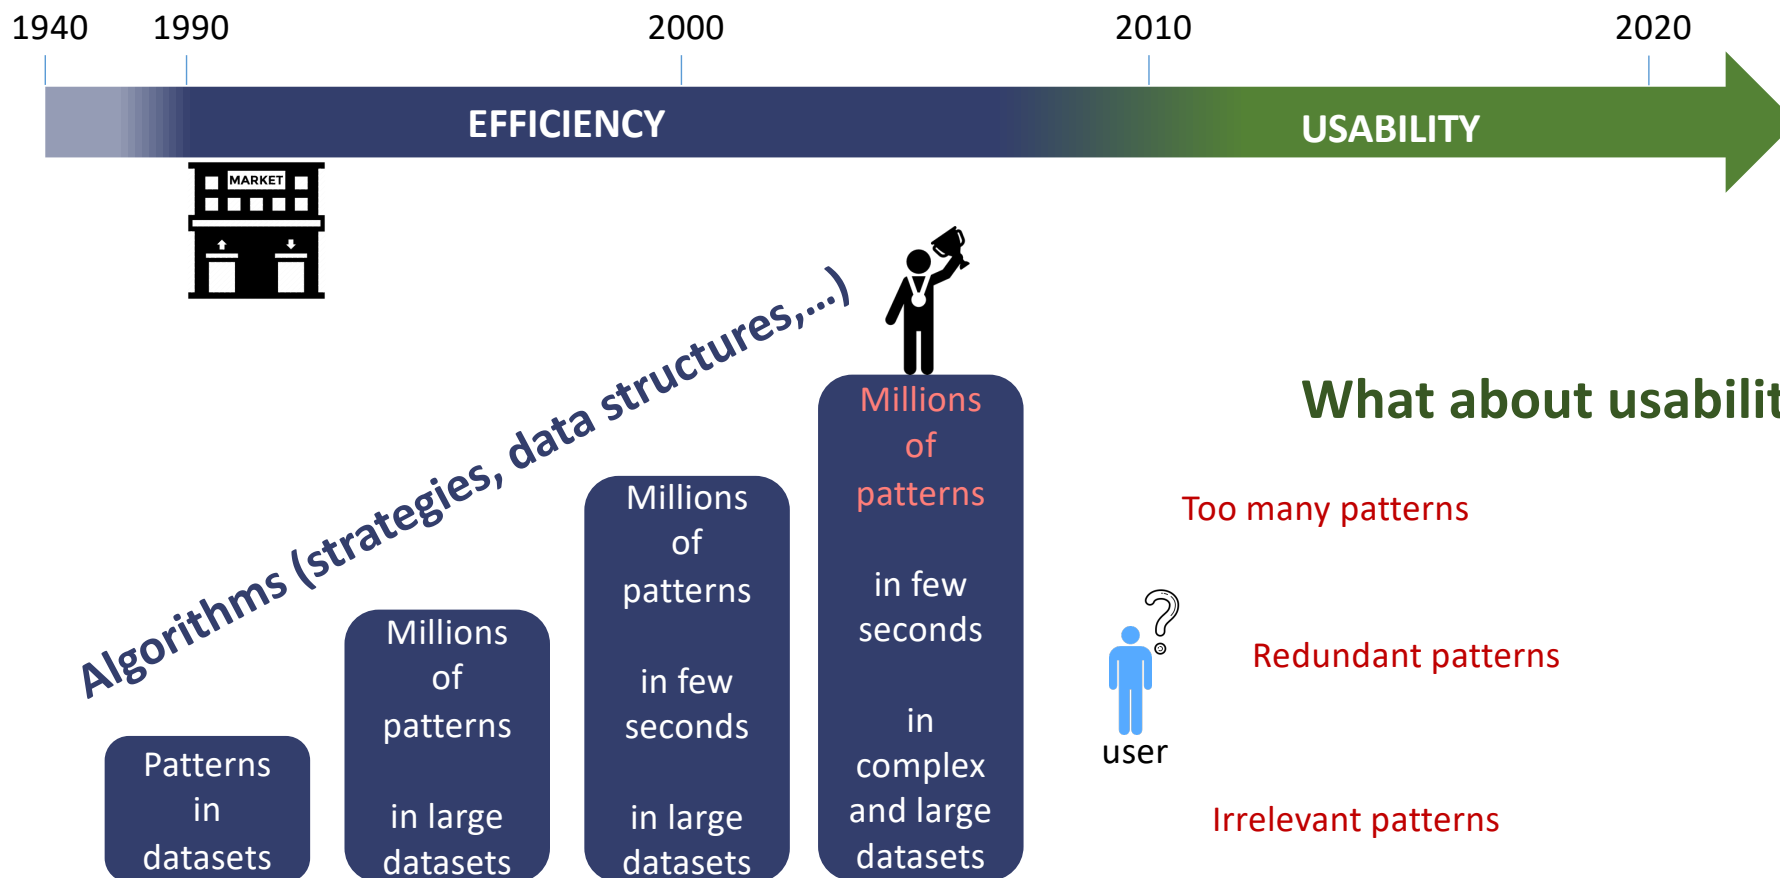 1940 1990 2000 2010 2020
EFFICIENCY
USABILITY
MARKET
Algorithms (strategies, data structures,...)
Patterns
in
datasets
Millions
of
patterns
in large
datasets
Millions
of
patterns
in few
seconds
in large
datasets
Millions
of
patterns
in few
seconds
in
complex
and large
datasets
What about usabilit
Too many patterns
?
user
Redundant patterns
Irrelevant patterns